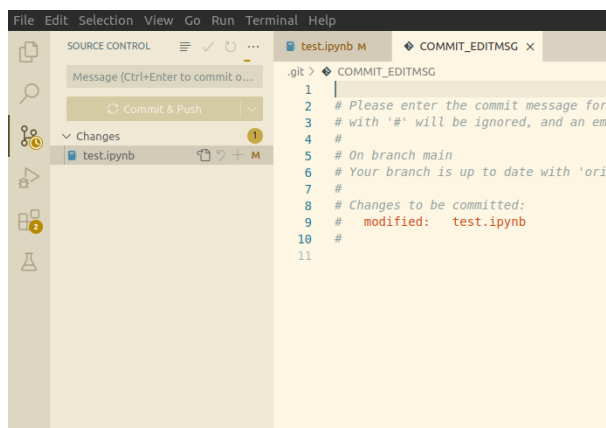 File Edit Selection View Go Run Terminal Help
SOURCE CONTROL
test.ipynb M
COMMIT_EDITMSG
Message (Ctrl+Enter to commit o...
Commit & Push
Changes 1
test.ipynb M
2
.git > COMMIT_EDITMSG
1
2 # Please enter the commit message for
3 # with '#' will be ignored, and an em
4 #
5 # On branch main
6 # Your branch is up to date with 'ori
7 #
8 # Changes to be committed:
9 # modified: test.ipynb
10 #
11